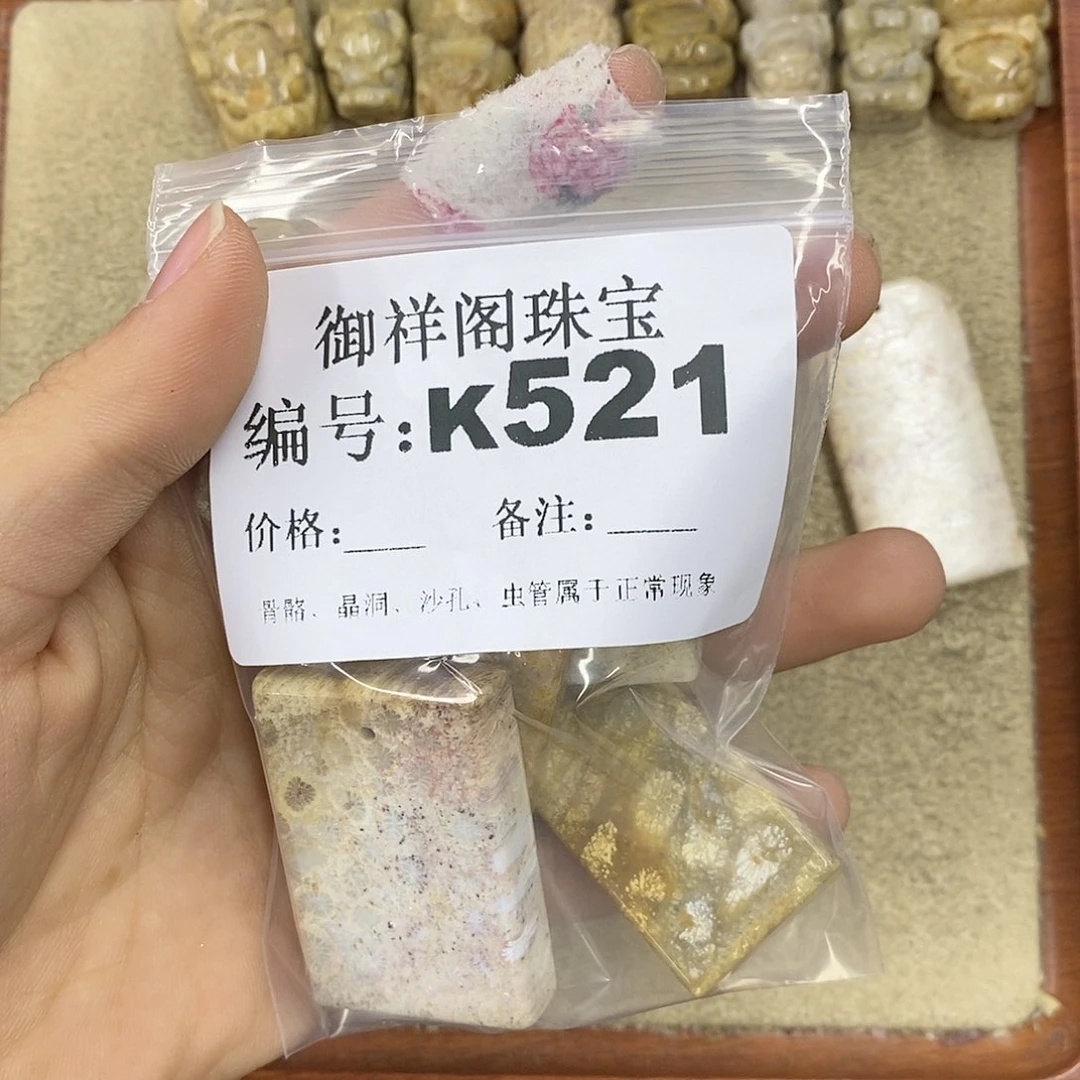 御祥阁珠宝
编号:K521
价格:____ 备注:_____
骨骼、晶洞、沙孔、虫管属于正常现象